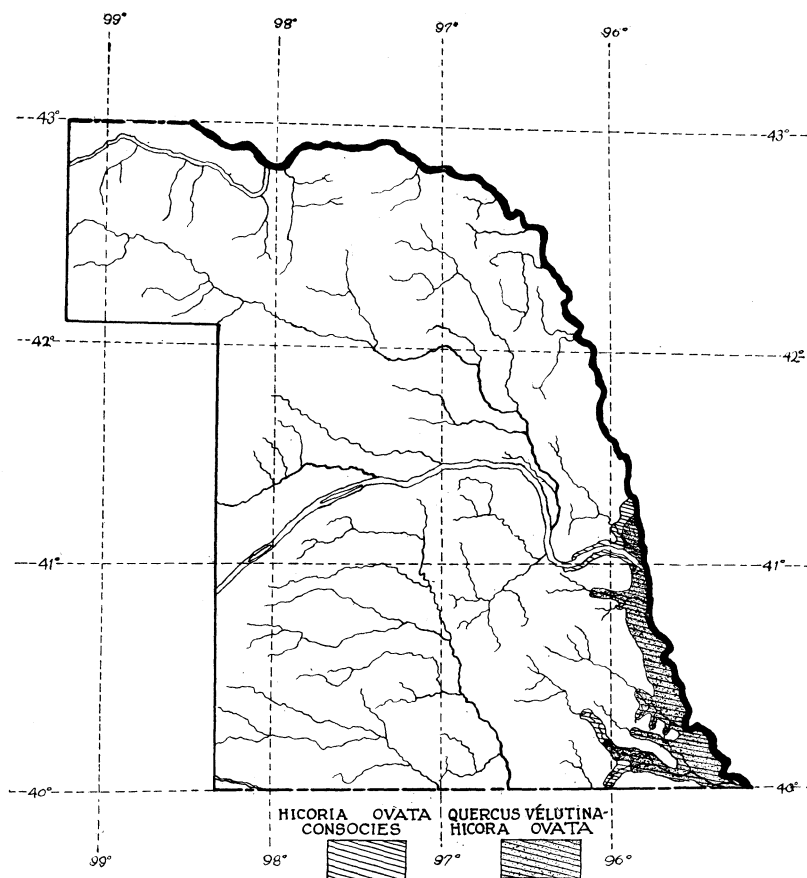 99° 98° 97° 96°
43° 43°
42° 42°
41° 41°
40° 40°
HICORIA OVATA QUERCUS VELUTINA-
CONSOCIES HICORA OVATA
99° 98° 97° 96°